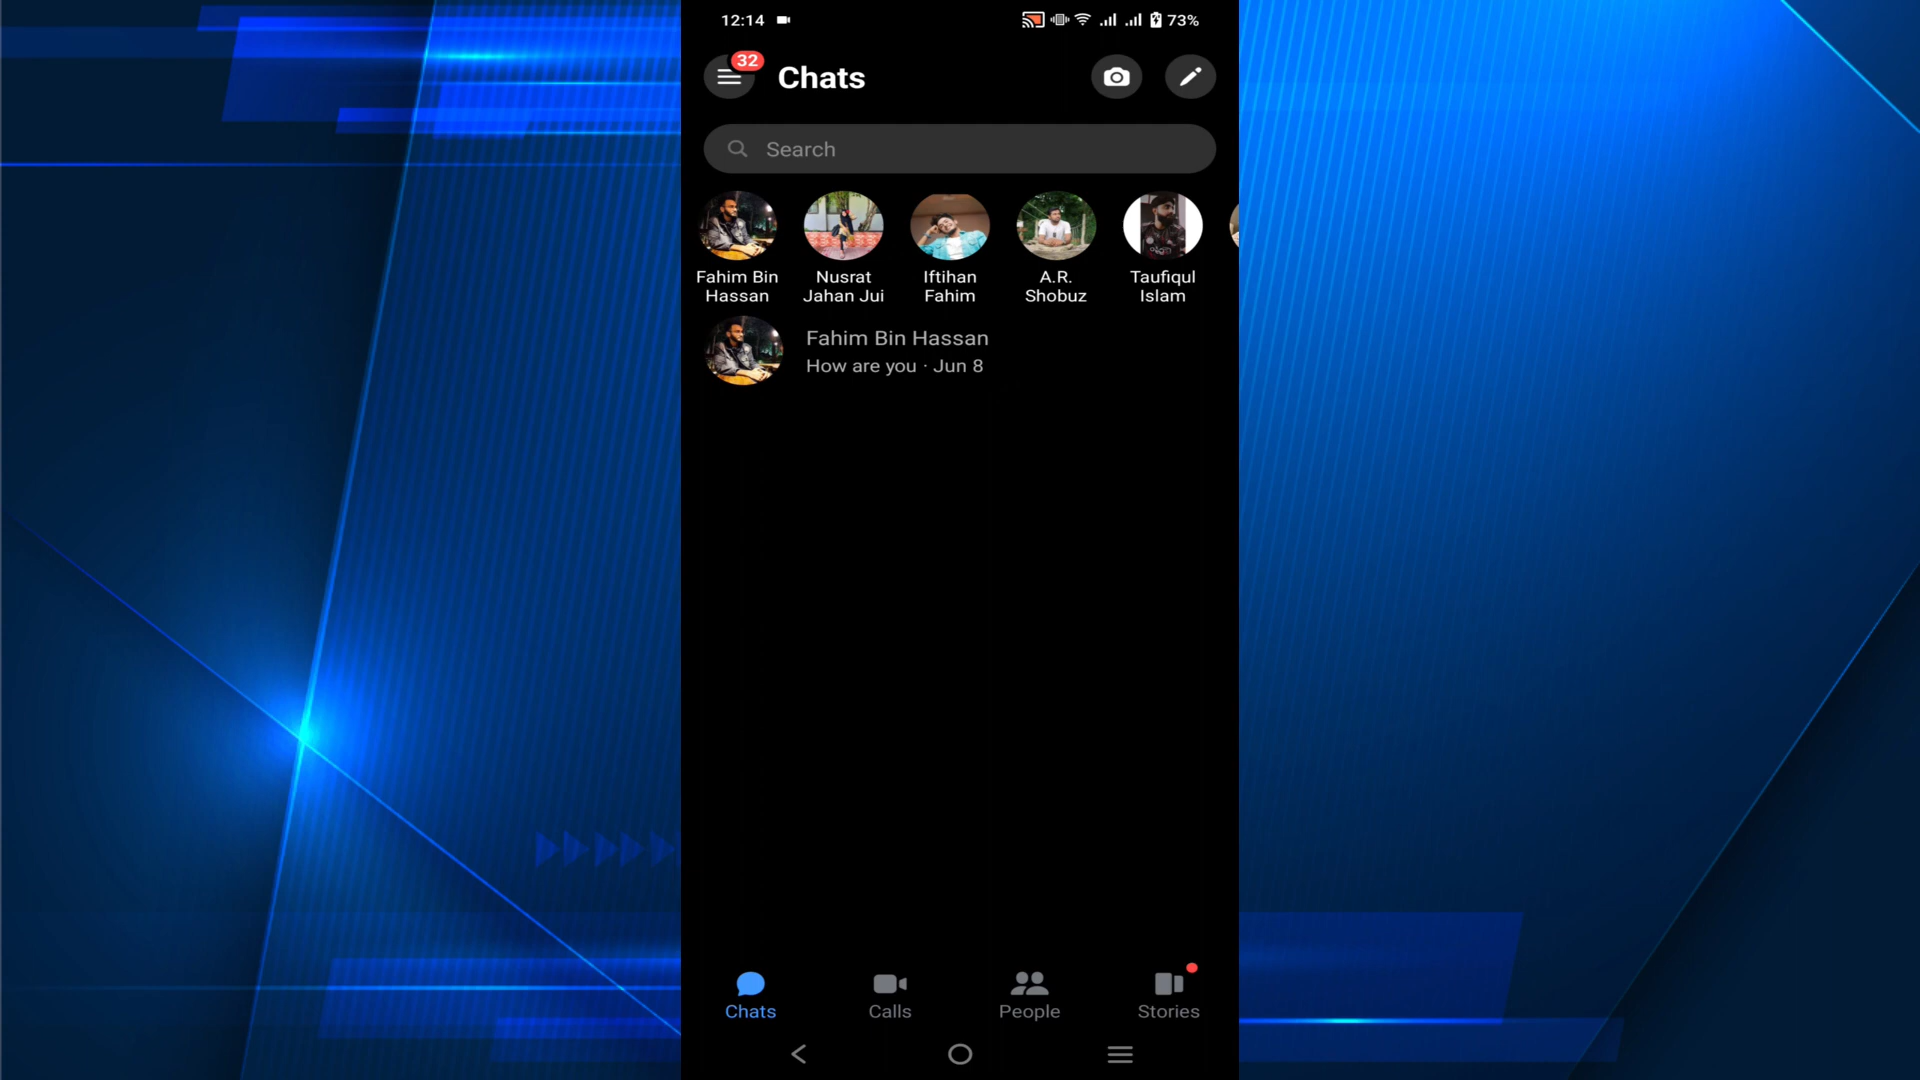 12:14
73%
32
Chats
Search
Fahim Bin
Hassan
Nusrat
Jahan Jui
Iftihan
Fahim
A.R.
Shobuz
Taufiqul
Islam
Fahim Bin Hassan
How are you · Jun 8
Chats
Calls
People
Stories